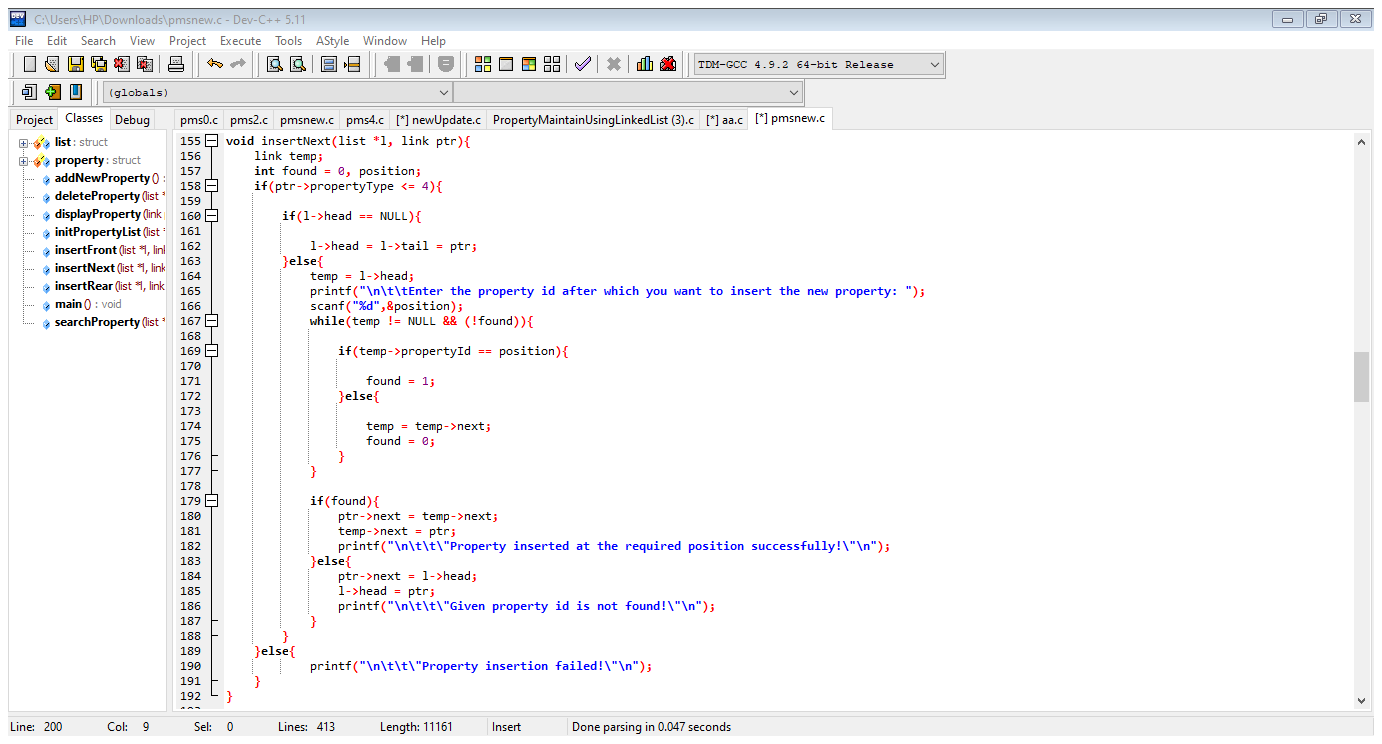 C:\Users\HP\Downloads\pmsnew.c - Dev-C++ 5.11
File Edit Search View Project Execute Tools AStyle Window Help
TDM-GCC 4.9.2 64-bit Release
(globals)
Project Classes Debug
pms0.c pms2.c pmsnew.c pms4.c [*] newUpdate.c PropertyMaintainUsingLinkedList (3).c [*] aa.c [*] pmsnew.c
list : struct
property : struct
addNewProperty () :
deleteProperty (list *
displayProperty (link
initPropertyList (list *
insertFront (list *l, link
insertNext (list *l, link
insertRear (list *l, link
main () : void
searchProperty (list *
155 void insertNext(list *l, link ptr){
156     link temp;
157     int found = 0, position;
158     if(ptr->propertyType <= 4){
159
160         if(l->head == NULL){
161
162             l->head = l->tail = ptr;
163         }else{
164             temp = l->head;
165             printf("\n\t\tEnter the property id after which you want to insert the new property: ");
166             scanf("%d",&position);
167             while(temp != NULL && (!found)){
168
169                 if(temp->propertyId == position){
170
171                     found = 1;
172                 }else{
173
174                     temp = temp->next;
175                     found = 0;
176                 }
177             }
178
179             if(found){
180                 ptr->next = temp->next;
181                 temp->next = ptr;
182                 printf("\n\t\t\"Property inserted at the required position successfully!\"\n");
183             }else{
184                 ptr->next = l->head;
185                 l->head = ptr;
186                 printf("\n\t\t\"Given property id is not found!\"\n");
187             }
188         }
189     }else{
190             printf("\n\t\t\"Property insertion failed!\"\n");
191     }
192 }
Line: 200 Col: 9 Sel: 0 Lines: 413 Length: 11161 Insert Done parsing in 0.047 seconds